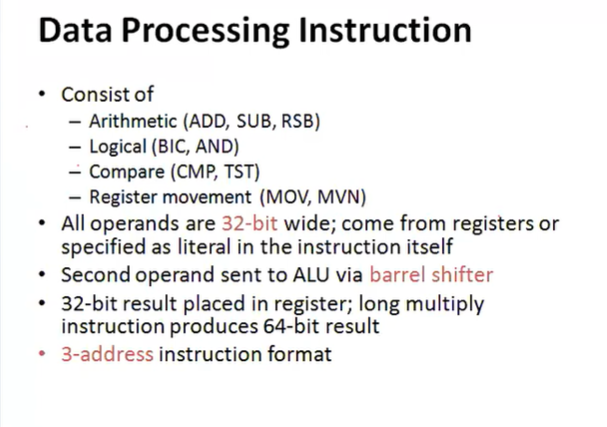 Data Processing Instruction
• Consist of
– Arithmetic (ADD, SUB, RSB)
– Logical (BIC, AND)
– Compare (CMP, TST)
– Register movement (MOV, MVN)
• All operands are 32-bit wide; come from registers or
specified as literal in the instruction itself
• Second operand sent to ALU via barrel shifter
• 32-bit result placed in register; long multiply
instruction produces 64-bit result
• 3-address instruction format